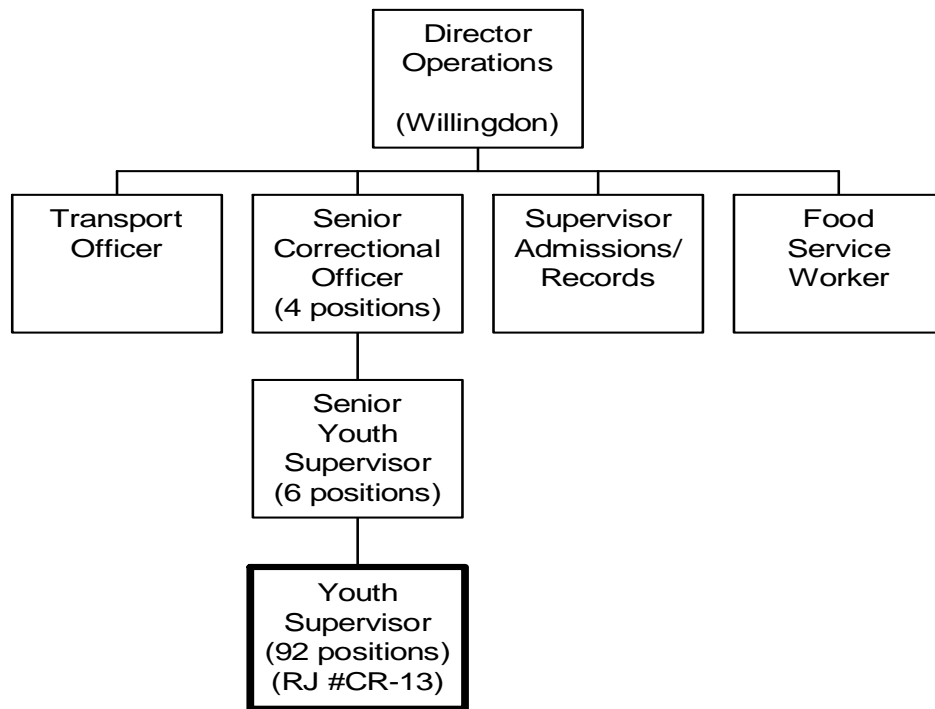 Director
Operations
(Willingdon)
Transport
Officer
Senior
Correctional
Officer
(4 positions)
Supervisor
Admissions/
Records
Food
Service
Worker
Senior
Youth
Supervisor
(6 positions)
Youth
Supervisor
(92 positions)
(RJ #CR-13)